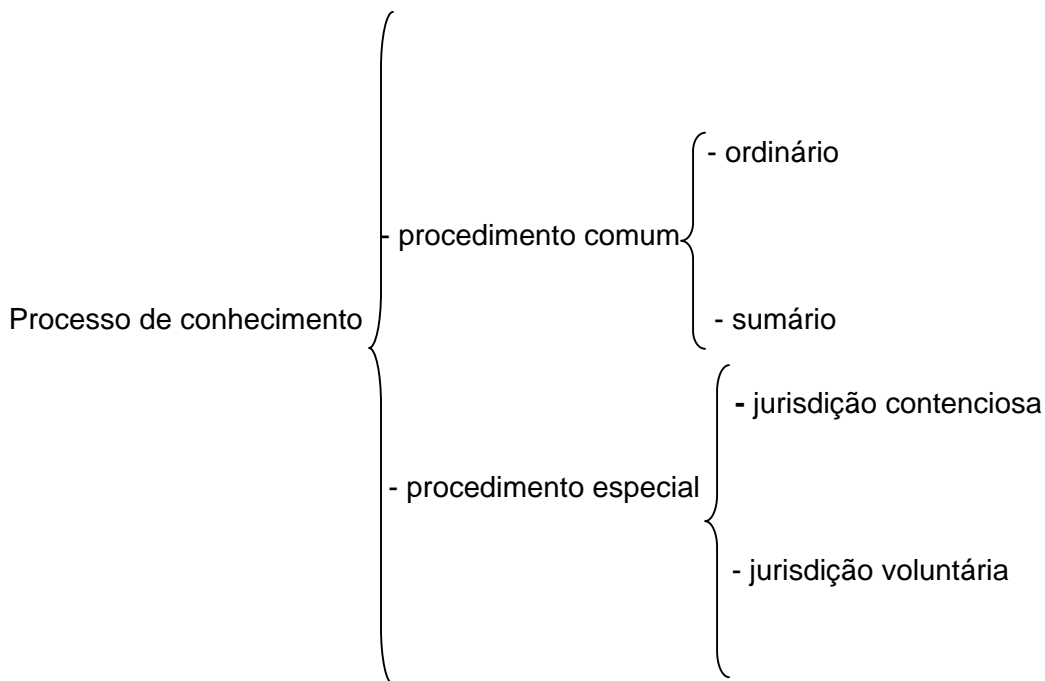 - ordinário
- procedimento comum
Processo de conhecimento
- sumário
- jurisdição contenciosa
- procedimento especial
- jurisdição voluntária